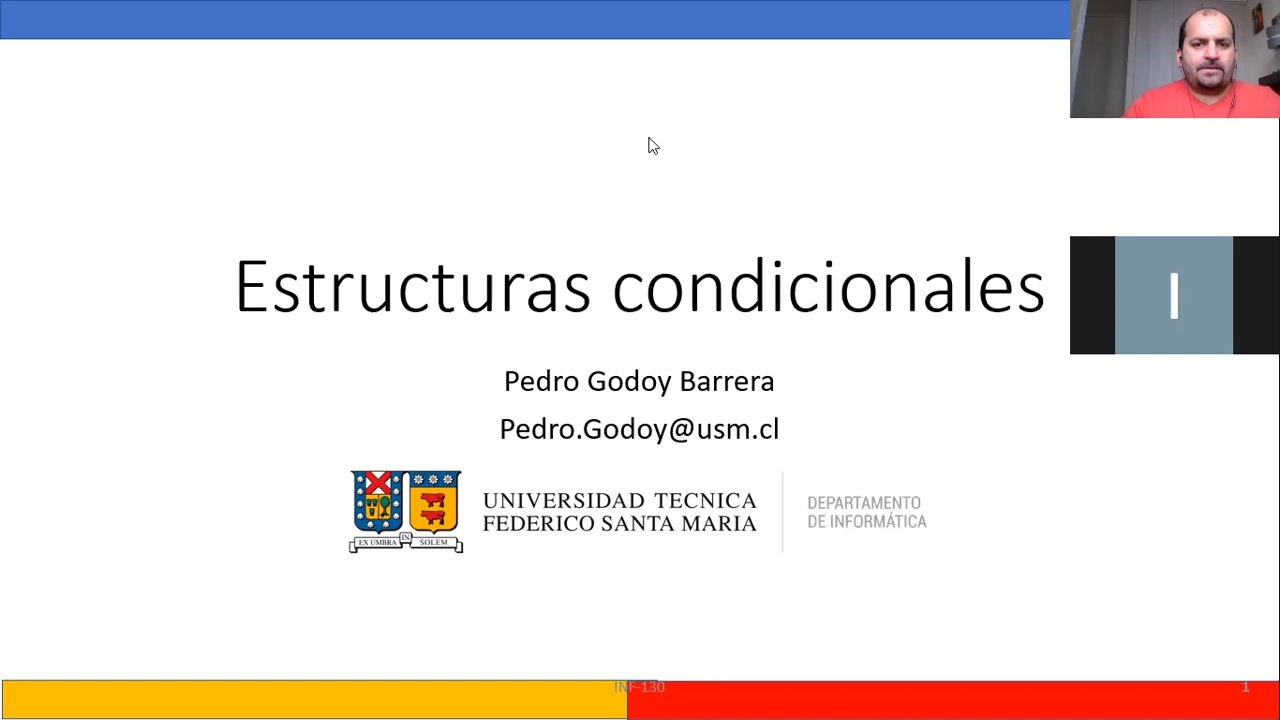 Estructuras condicionales
I
Pedro Godoy Barrera
Pedro.Godoy@usm.cl
UNIVERSIDAD TECNICA
FEDERICO SANTA MARIA
DEPARTAMENTO
DE INFORMÁTICA
EX UMBRA IN SOLEM
INF-130
1